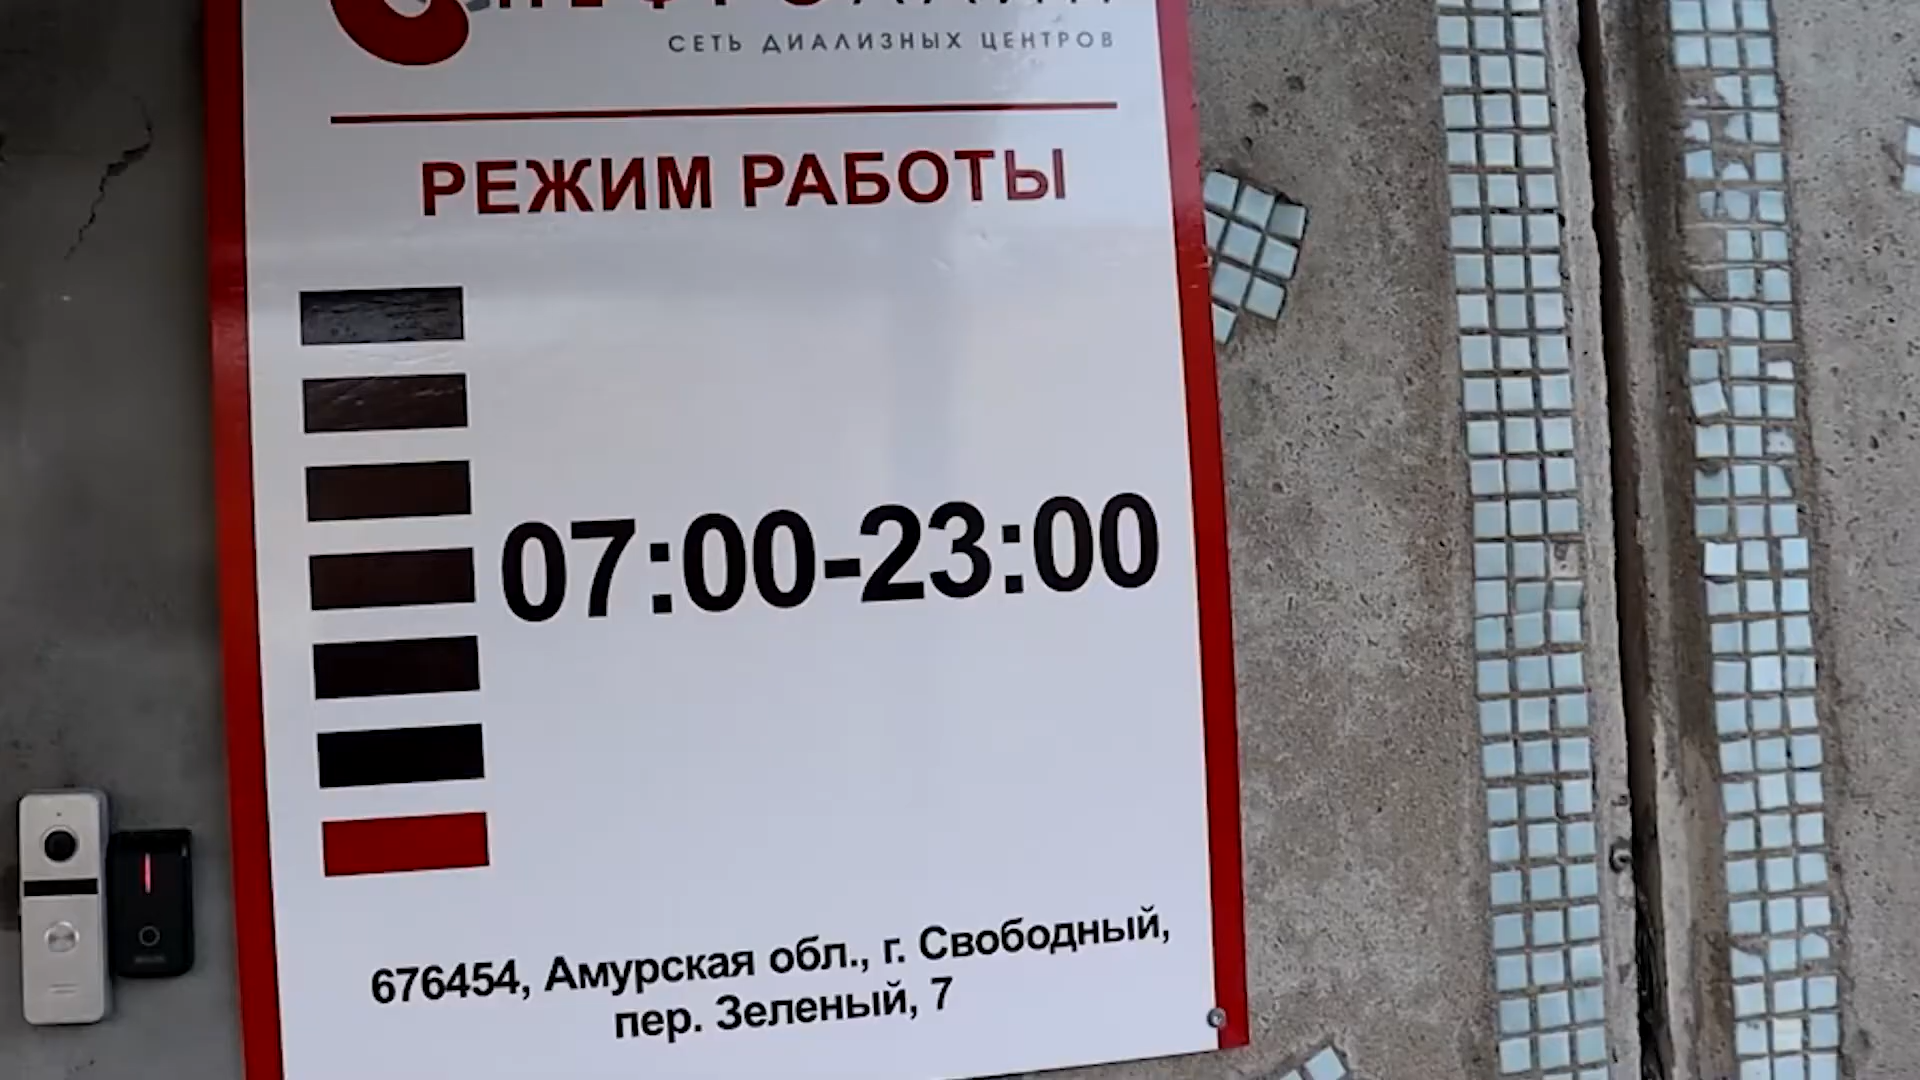 СЕТЬ ДИАЛИЗНЫХ ЦЕНТРОВ
РЕЖИМ РАБОТЫ
07:00-23:00
676454, Амурская обл., г. Свободный,
пер. Зеленый, 7